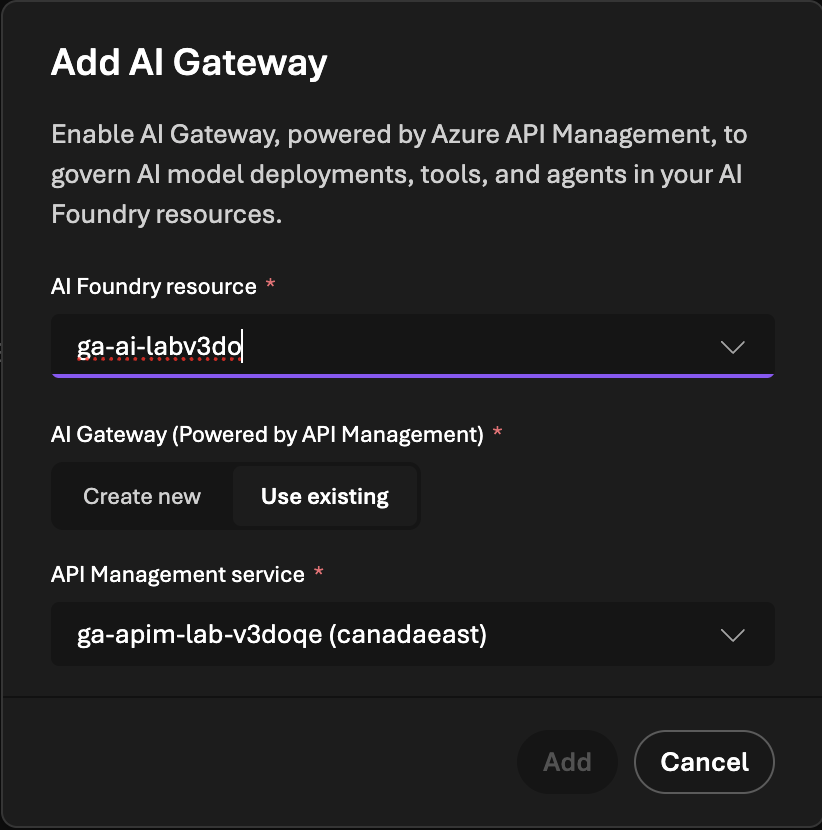 Add AI Gateway
Enable AI Gateway, powered by Azure API Management, to
govern AI model deployments, tools, and agents in your AI
Foundry resources.
AI Foundry resource *
ga-ai-labv3do
AI Gateway (Powered by API Management) *
Create new Use existing
API Management service *
ga-apim-lab-v3doqe (canadaeast)
Add Cancel